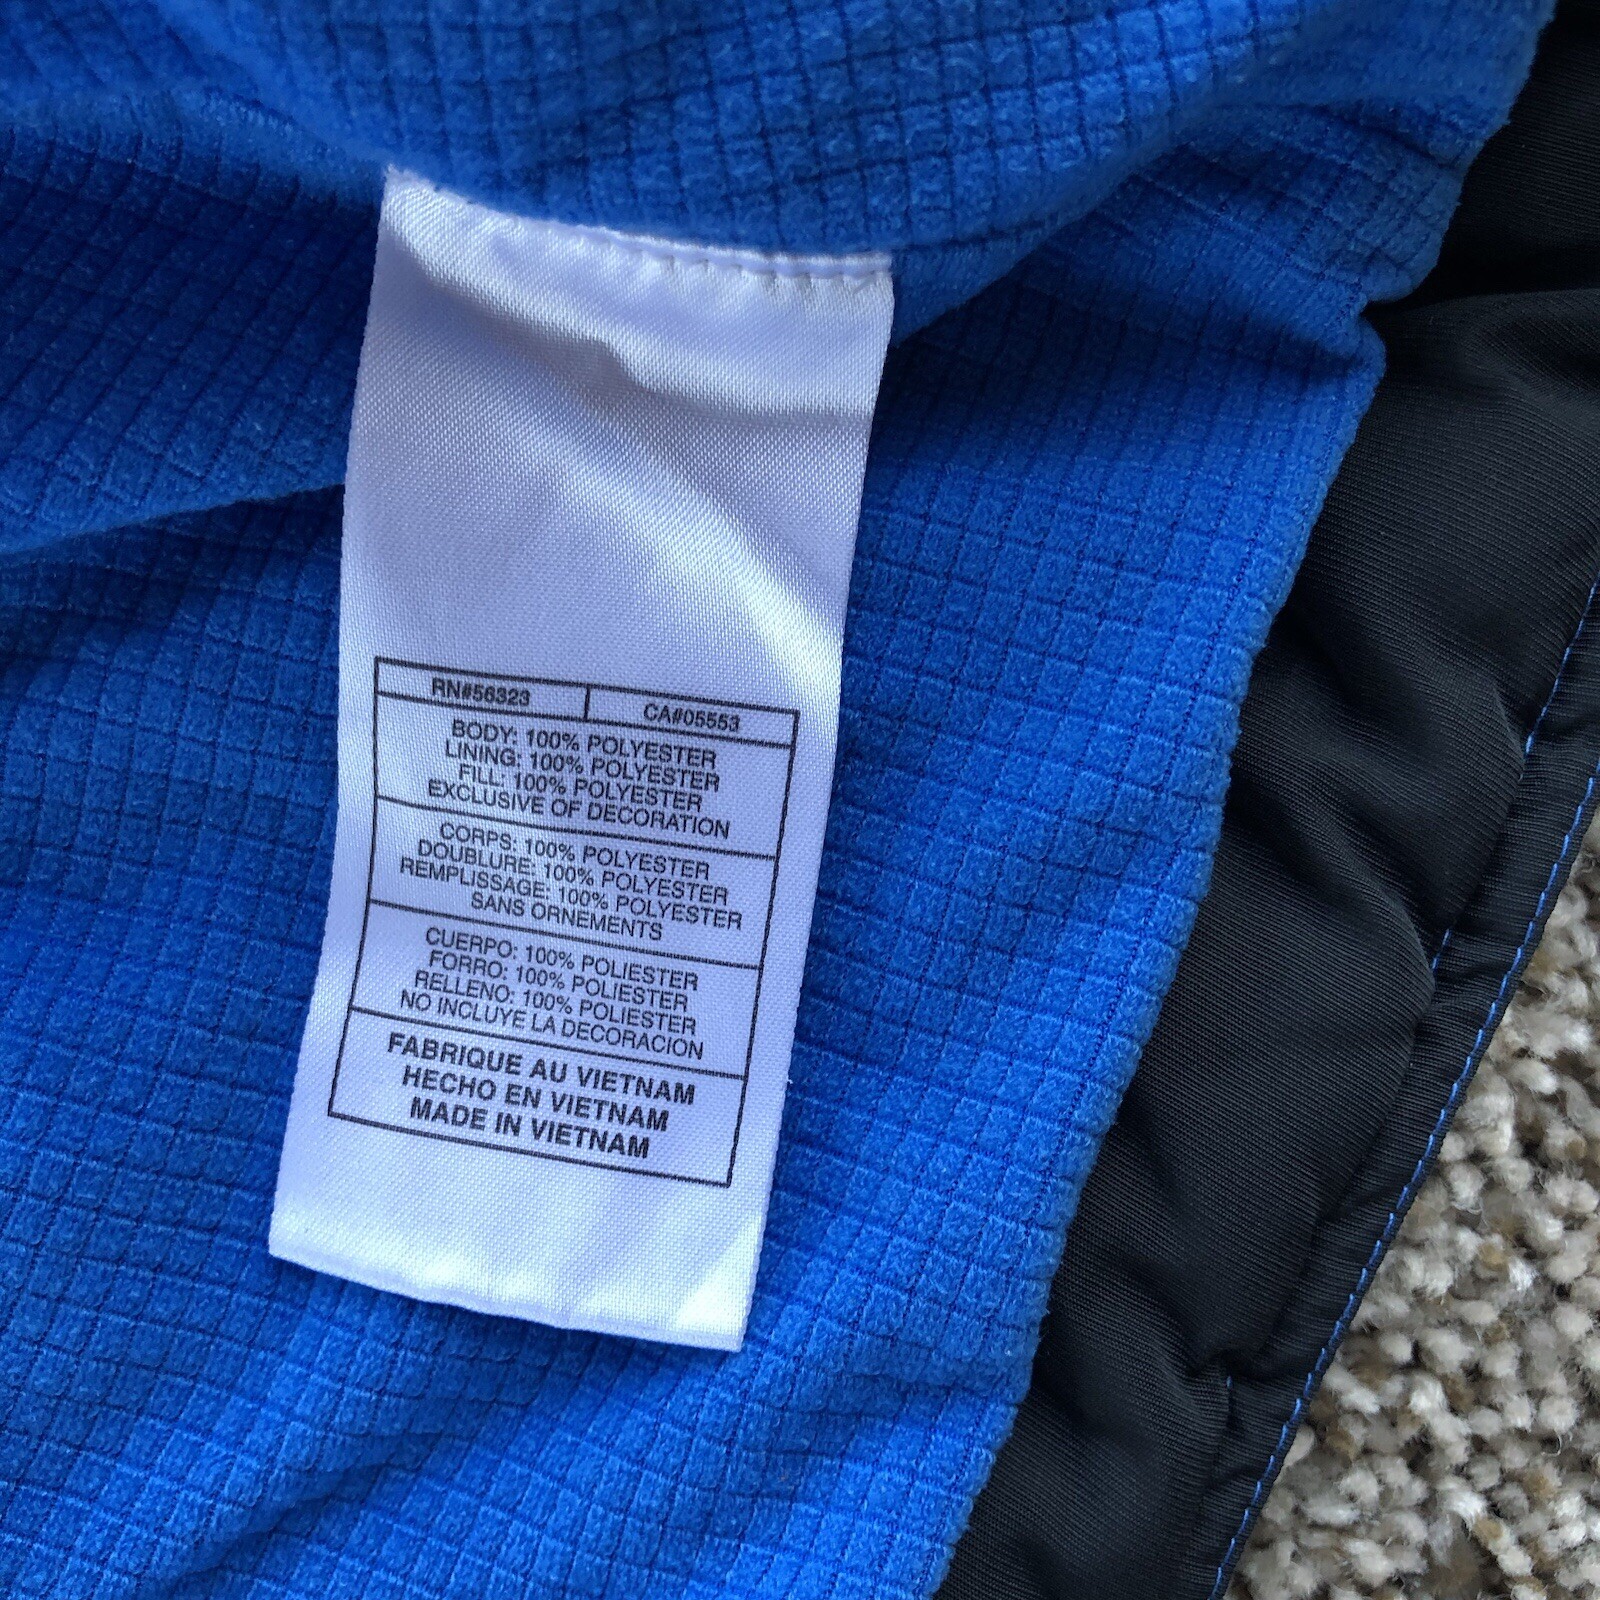 RN#56323 CA#05553
BODY: 100% POLYESTER
LINING: 100% POLYESTER
FILL: 100% POLYESTER
EXCLUSIVE OF DECORATION
CORPS: 100% POLYESTER
DOUBLURE: 100% POLYESTER
REMPLISSAGE: 100% POLYESTER
SANS ORNEMENTS
CUERPO: 100% POLIESTER
FORRO: 100% POLIESTER
RELLENO: 100% POLIESTER
NO INCLUYE LA DECORACION
FABRIQUE AU VIETNAM
HECHO EN VIETNAM
MADE IN VIETNAM